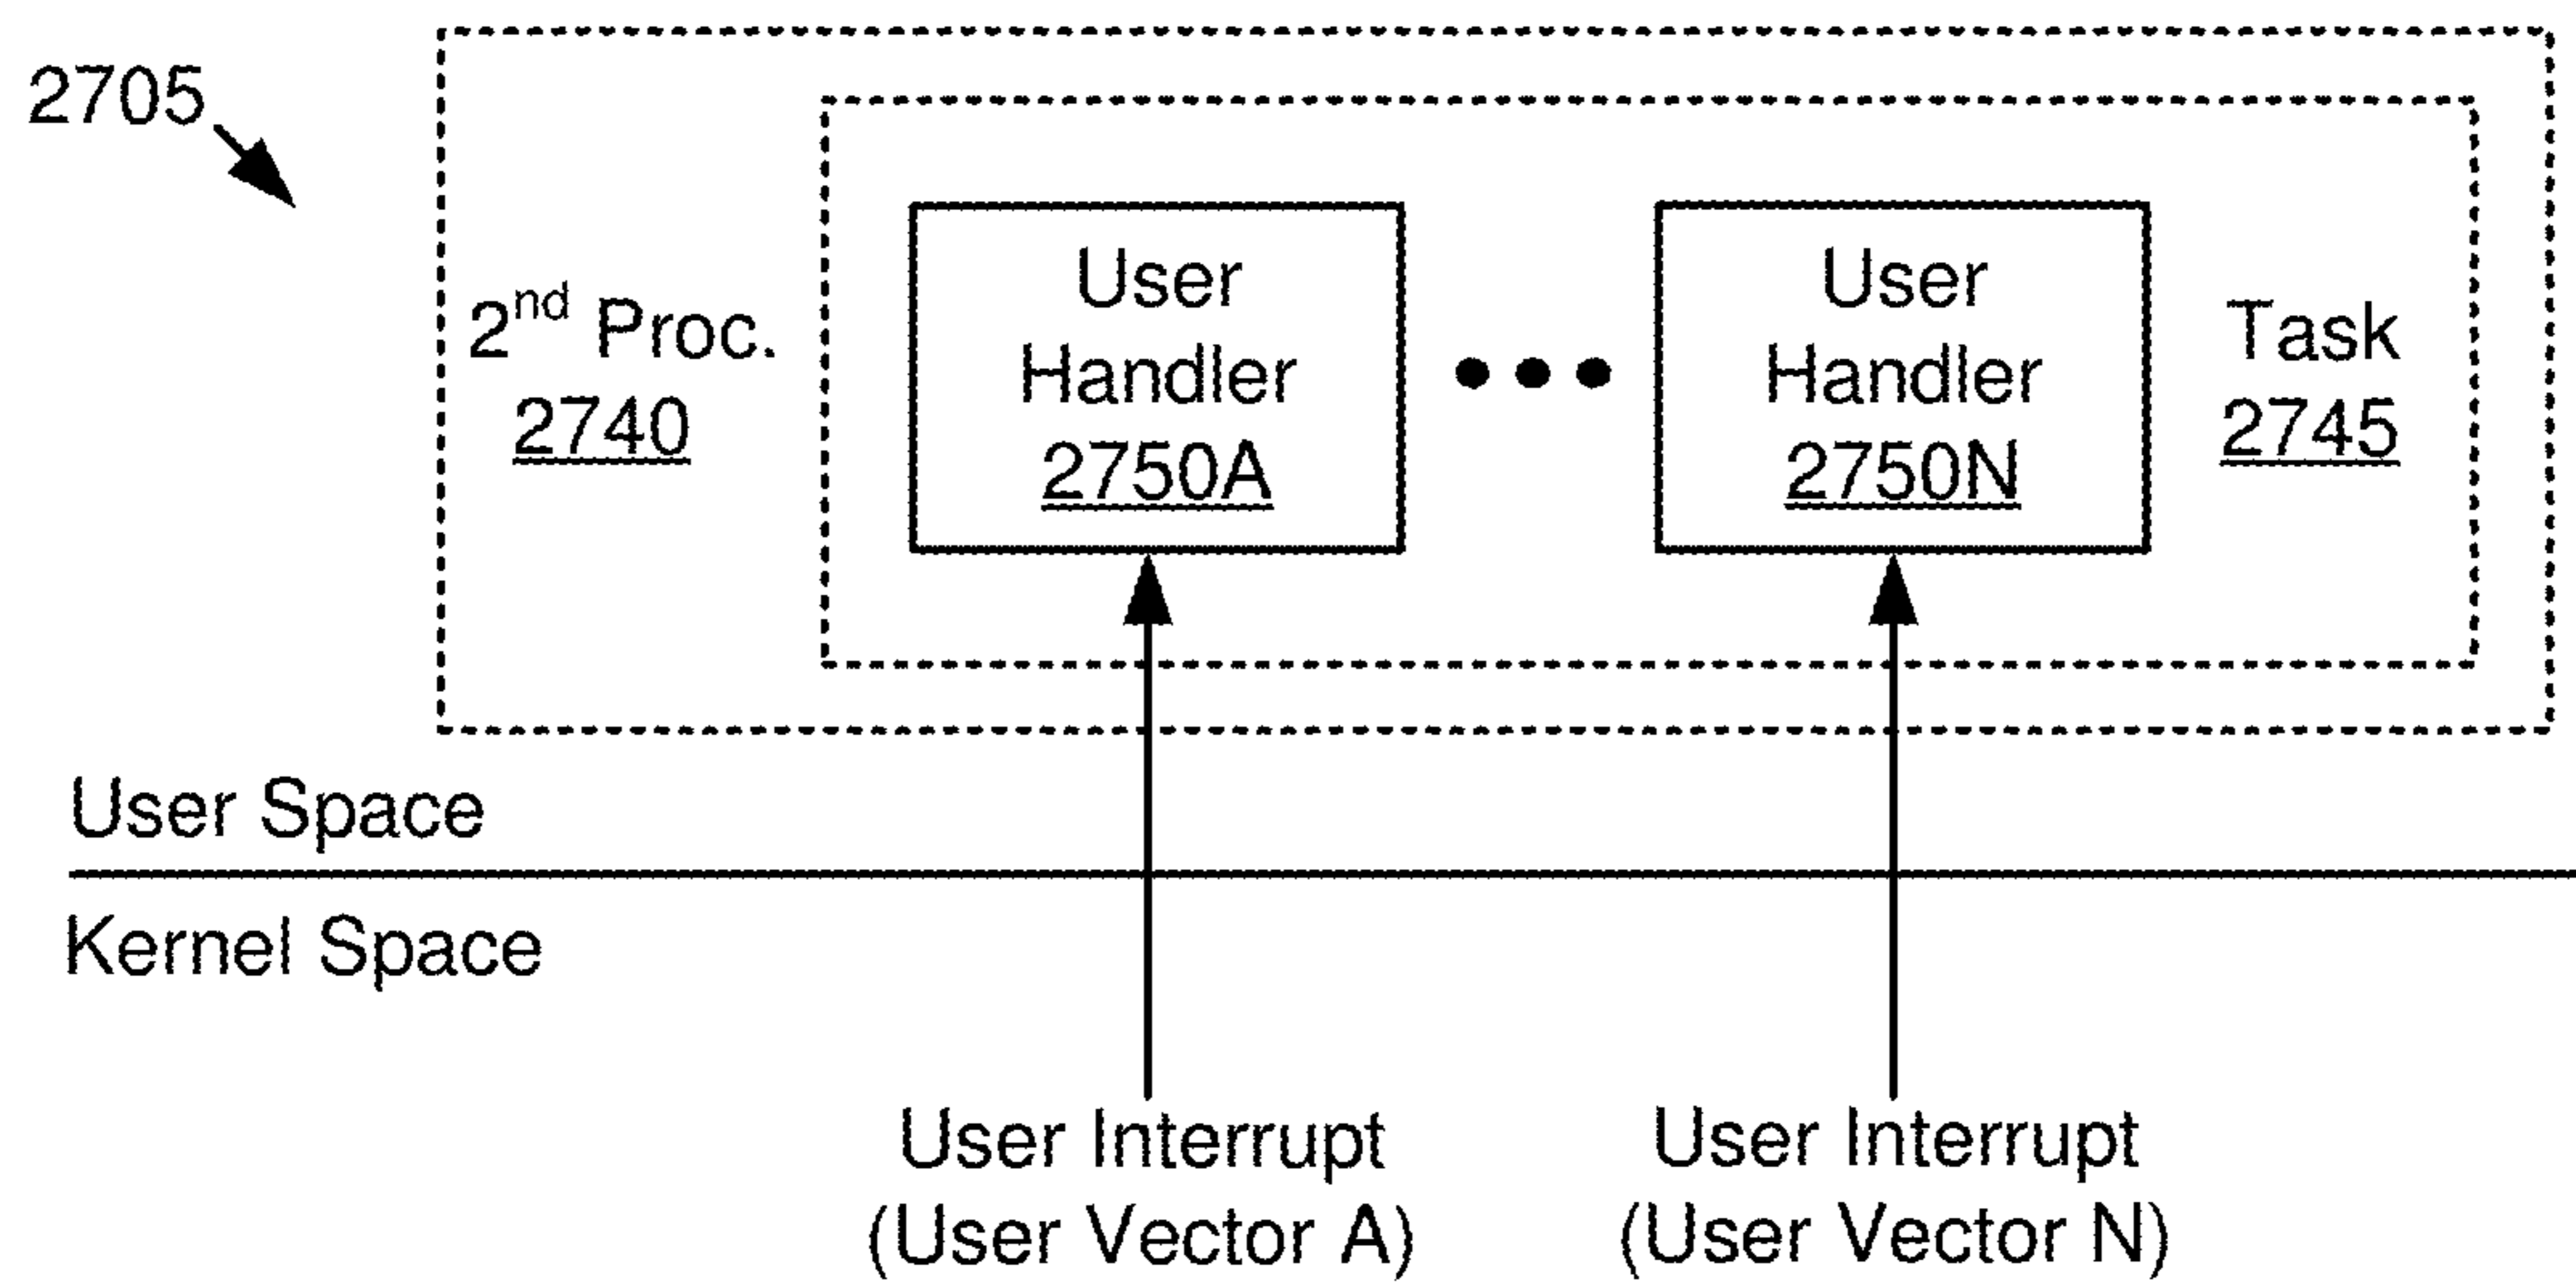 2705
2nd Proc.
2740
User
Handler
2750A
User
Handler
2750N
Task
2745
User Space
Kernel Space
User Interrupt
(User Vector A)
User Interrupt
(User Vector N)